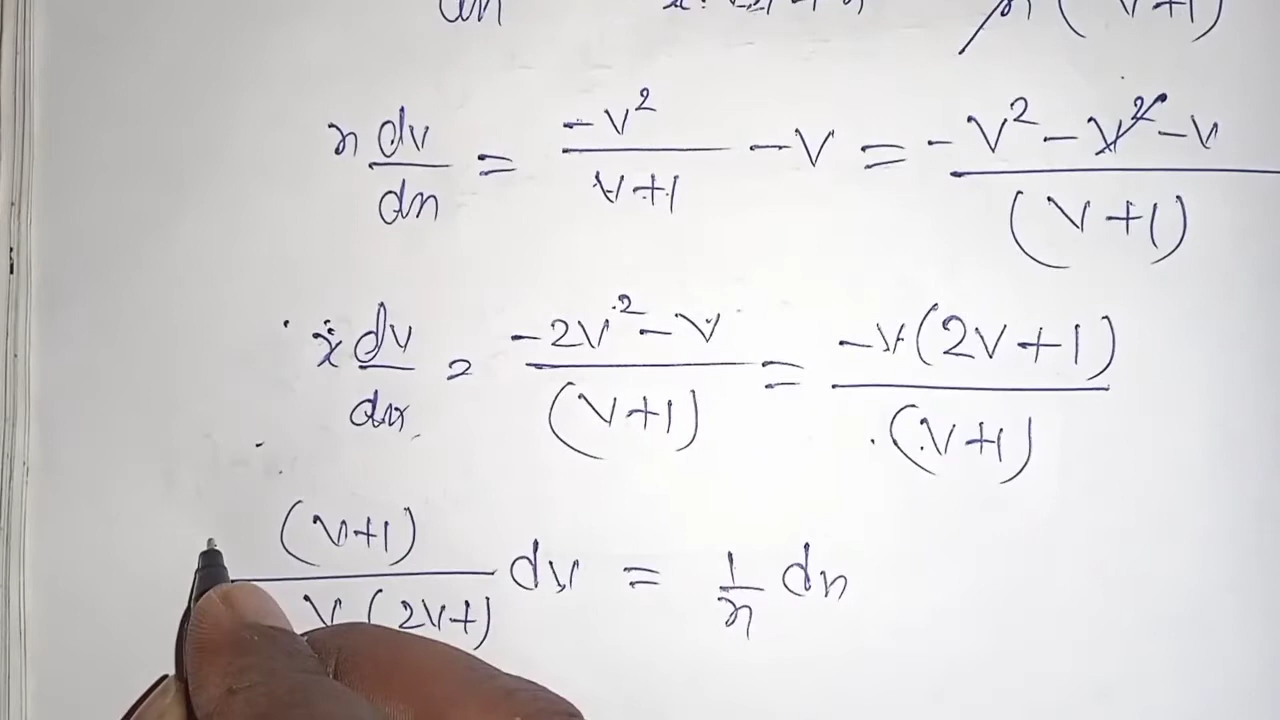 x dv/dx = -v²/(v+1) - v = (-v² - v² - v)/(v+1)
x dv/dx = (-2v² - v)/(v+1) = -v(2v+1)/(v+1)
(v+1)/(v(2v+1)) dv = 1/x dx